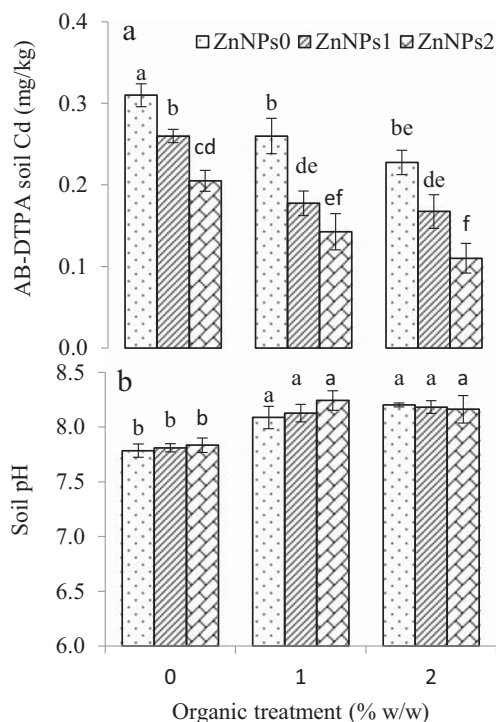 a
ZnNPs0 ZnNPs1 ZnNPs2
AB-DTPA soil Cd (mg/kg)
0.4
0.3
0.2
0.1
0.0
a b cd b de ef be de f
b
Soil pH
8.5
8.0
7.5
7.0
6.5
6.0
b b b a a a a a a
0 1 2
Organic treatment (% w/w)